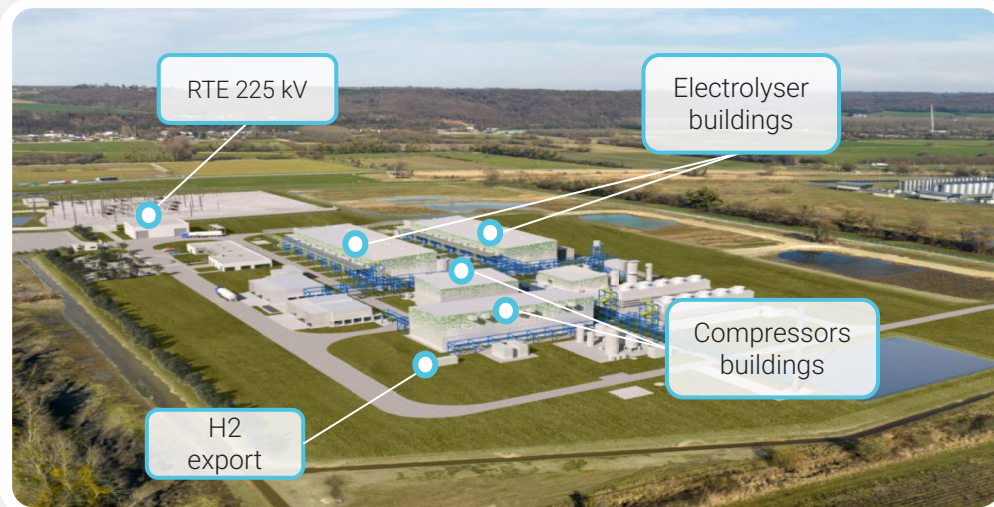 RTE 225 kV
Electrolyser
buildings
Compressors
buildings
H2
export